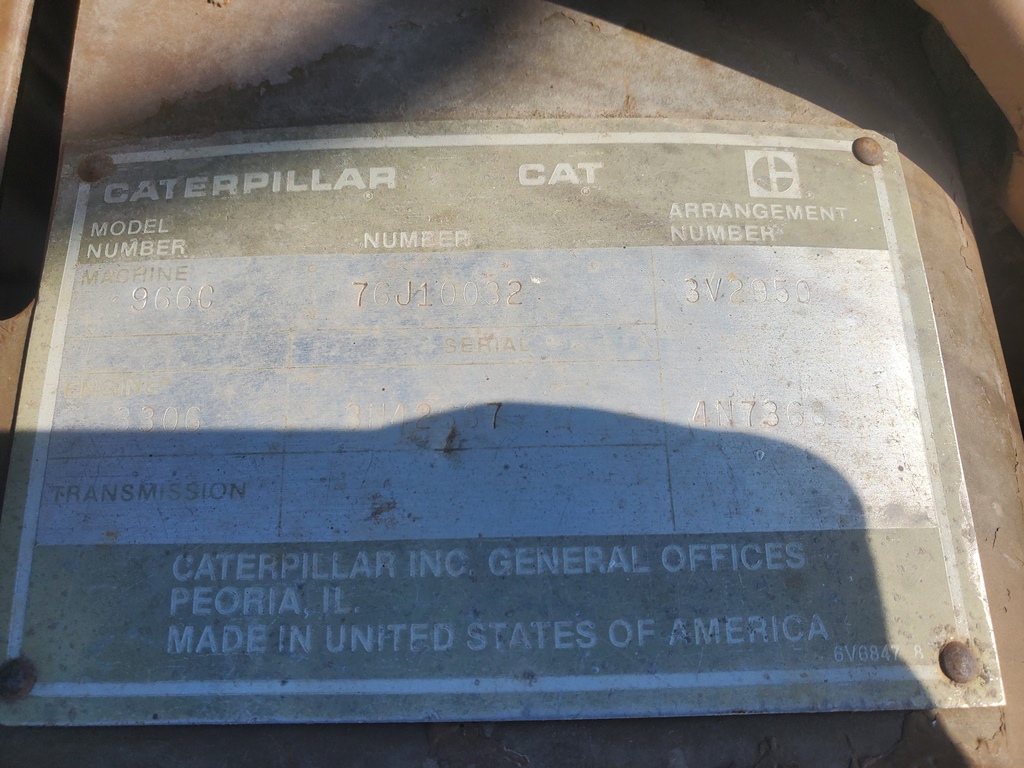 CATERPILLAR CAT
MODEL NUMBER NUMBER ARRANGEMENT NUMBER
MACHINE
966C 76J10032 3V2950
SERIAL
ENGINE
3306
TRANSMISSION
CATERPILLAR INC. GENERAL OFFICES
PEORIA, IL.
MADE IN UNITED STATES OF AMERICA
6V0847